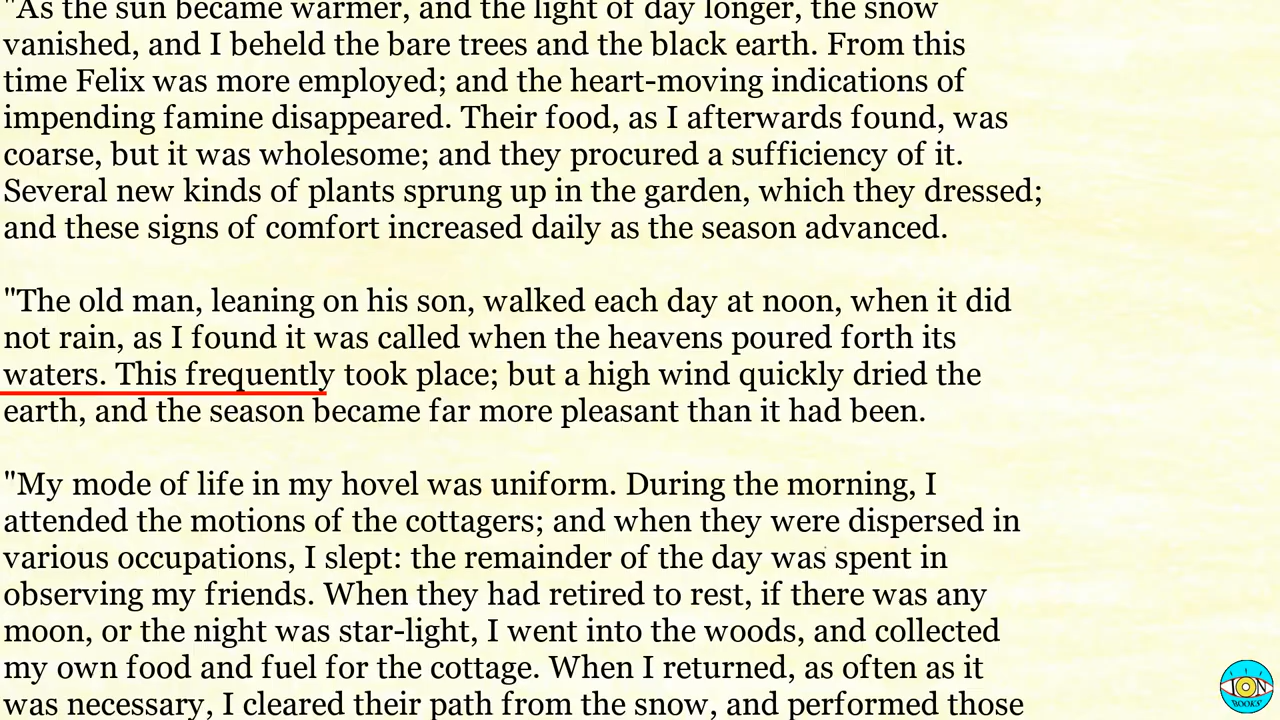 "As the sun became warmer, and the light of day longer, the snow
vanished, and I beheld the bare trees and the black earth. From this
time Felix was more employed; and the heart-moving indications of
impending famine disappeared. Their food, as I afterwards found, was
coarse, but it was wholesome; and they procured a sufficiency of it.
Several new kinds of plants sprung up in the garden, which they dressed;
and these signs of comfort increased daily as the season advanced.
"The old man, leaning on his son, walked each day at noon, when it did
not rain, as I found it was called when the heavens poured forth its
waters. This frequently took place; but a high wind quickly dried the
earth, and the season became far more pleasant than it had been.
"My mode of life in my hovel was uniform. During the morning, I
attended the motions of the cottagers; and when they were dispersed in
various occupations, I slept: the remainder of the day was spent in
observing my friends. When they had retired to rest, if there was any
moon, or the night was star-light, I went into the woods, and collected
my own food and fuel for the cottage. When I returned, as often as it
was necessary, I cleared their path from the snow, and performed those
ION
BOOKS